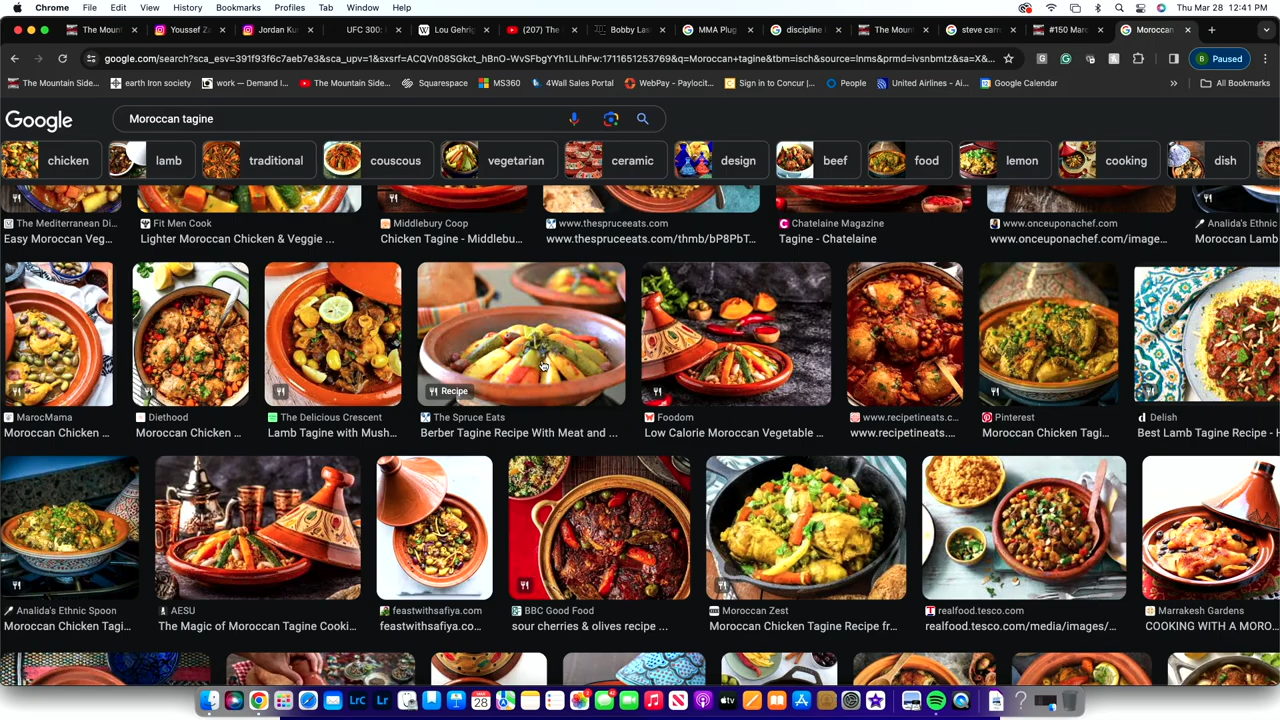 Chrome File Edit View History Bookmarks Profiles Tab Window Help Thu Mar 28 12:41 PM
The Mount Youssef Z Jordan Ku UFC 300: Lou Gehrig (207) The Bobby Las MMA Plug discipline The Mount steve carr #150 Marc Moroccan
google.com/search?sca_esv=391f93f6c7aeb7e3&sca_upv=1&sxsrf=ACQVn08SGkct_hBnO-WvSFbgYYh1LLlhFw:1711653253769&q=Moroccan+tagine&tbm=isch&source=lnms&prmd=ivsnbmtz&sa=X&... Paused
The Mountain Side... earth Iron society work — Demand I... The Mountain Side... Squarespace MS360 4Wall Sales Portal WebPay - Paylocit... Sign in to Concur |... People United Airlines - Ai... Google Calendar » All Bookmarks
Google Moroccan tagine
chicken lamb traditional couscous vegetarian ceramic design beef food lemon cooking dish
The Mediterranean Di... Fit Men Cook Middlebury Coop www.thespruceeats.com Chatelaine Magazine www.onceuponachef.com Analida's Ethnic
Easy Moroccan Veg... Lighter Moroccan Chicken & Veggie ... Chicken Tagine - Middlebu... www.thespruceeats.com/thmb/bP8PbT... Tagine - Chatelaine www.onceuponachef.com/image... Moroccan Lamb
Recipe
MarocMama Diethood The Delicious Crescent The Spruce Eats Foodom www.recipetineats.c... Pinterest Delish
Moroccan Chicken ... Moroccan Chicken ... Lamb Tagine with Mush... Berber Tagine Recipe With Meat and ... Low Calorie Moroccan Vegetable ... www.recipetineats.... Moroccan Chicken Tagi... Best Lamb Tagine Recipe - H
Analida's Ethnic Spoon AESU feastwithsafiya.com BBC Good Food Moroccan Zest realfood.tesco.com Marrakesh Gardens
Moroccan Chicken Tagi... The Magic of Moroccan Tagine Cooki... feastwithsafiya.co... sour cherries & olives recipe ... Moroccan Chicken Tagine Recipe fr... realfood.tesco.com/media/images/... COOKING WITH A MORO...
LrC Lr MAR 28 tv